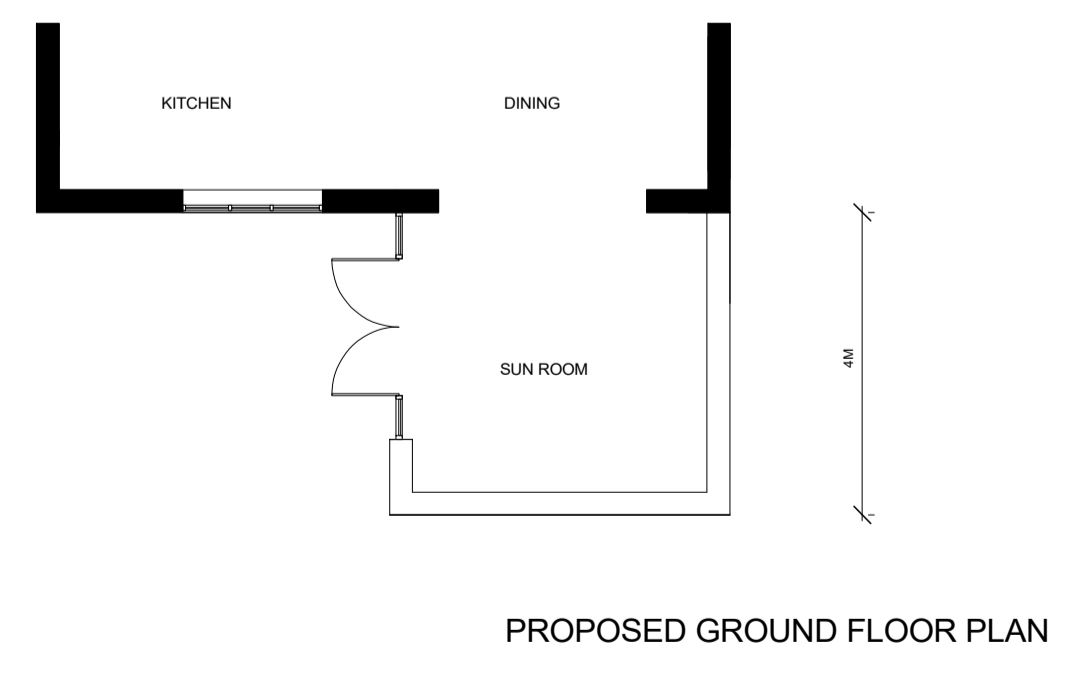 KITCHEN
DINING
SUN ROOM
4M
PROPOSED GROUND FLOOR PLAN